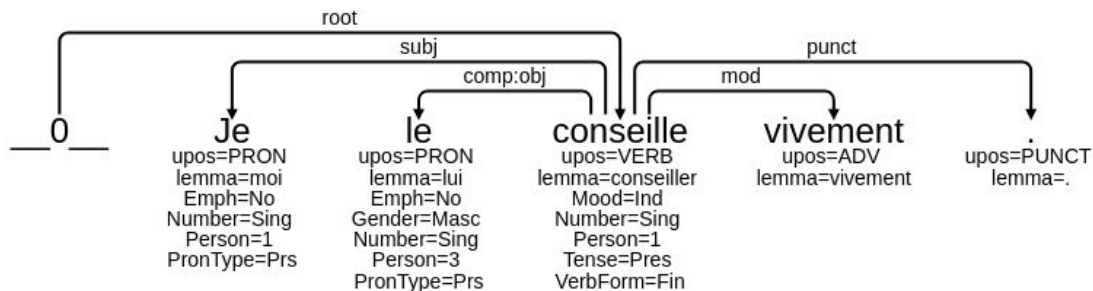 root
subj punct
comp:obj mod
__0__ Je le conseille vivement .
upos=PRON upos=PRON upos=VERB upos=ADV upos=PUNCT
lemma=moi lemma=lui lemma=conseiller lemma=vivement lemma=.
Emph=No Emph=No Mood=Ind
Number=Sing Gender=Masc Number=Sing
Person=1 Number=Sing Person=1
PronType=Prs Person=3 Tense=Pres
PronType=Prs VerbForm=Fin